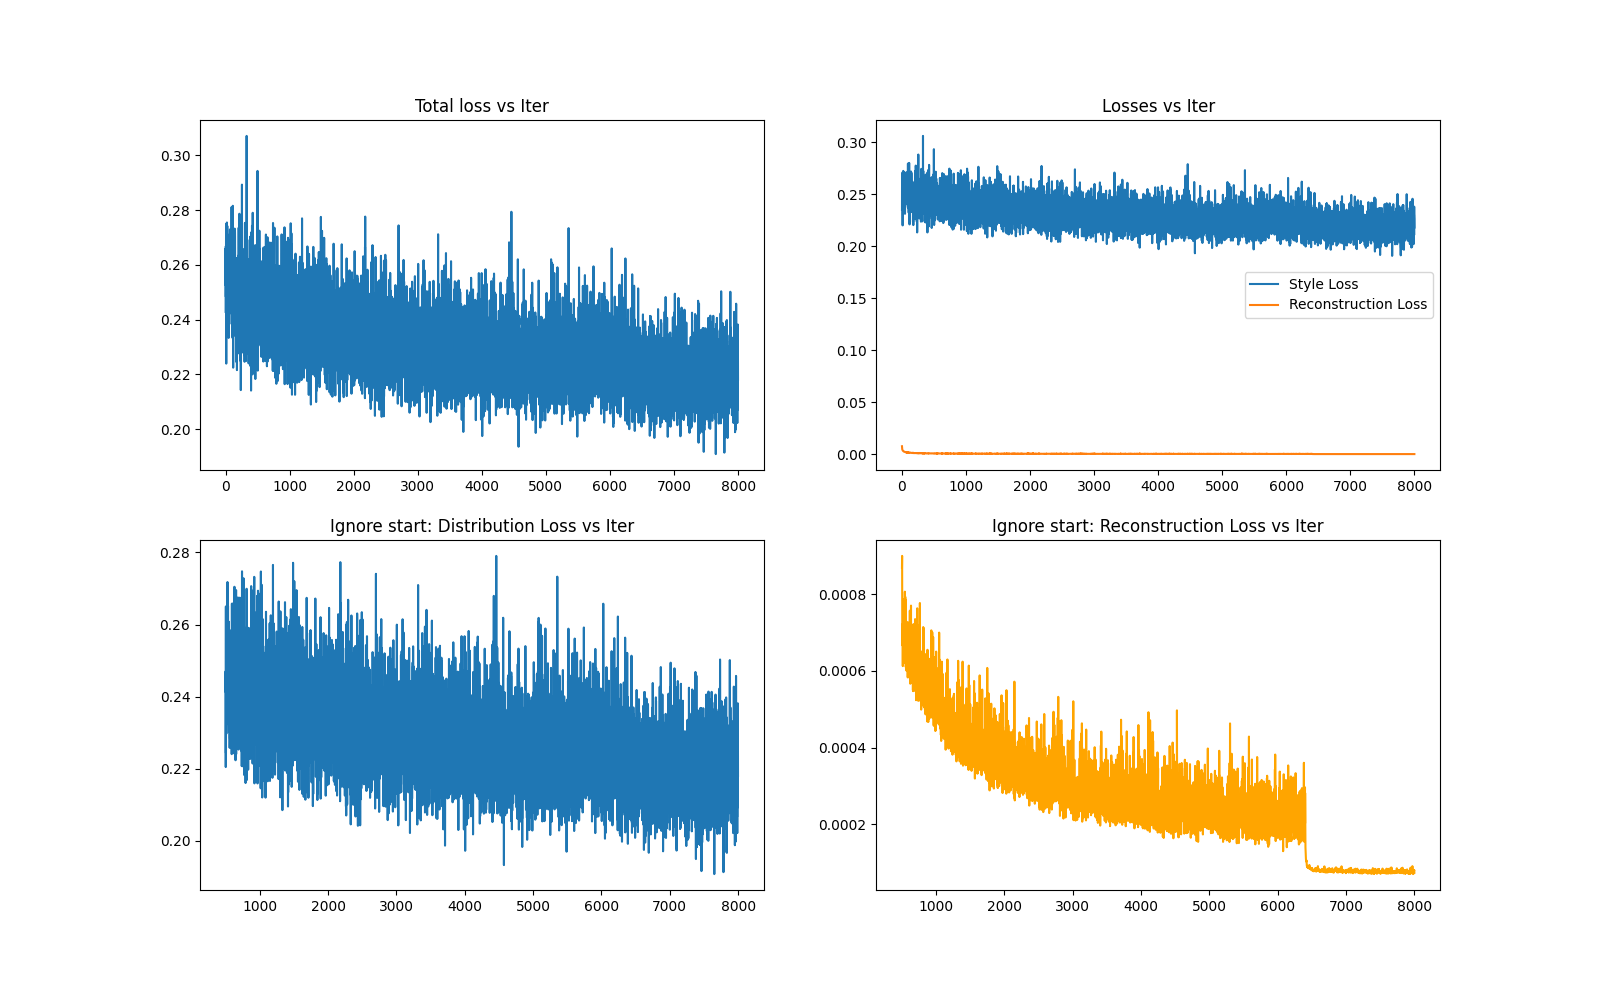 Total loss vs Iter
0.30
0.28
0.26
0.24
0.22
0.20
0 1000 2000 3000 4000 5000 6000 7000 8000
Losses vs Iter
0.30
0.25
0.20
0.15
0.10
0.05
0.00
Style Loss
Reconstruction Loss
0 1000 2000 3000 4000 5000 6000 7000 8000
Ignore start: Distribution Loss vs Iter
0.28
0.26
0.24
0.22
0.20
1000 2000 3000 4000 5000 6000 7000 8000
Ignore start: Reconstruction Loss vs Iter
0.0008
0.0006
0.0004
0.0002
1000 2000 3000 4000 5000 6000 7000 8000